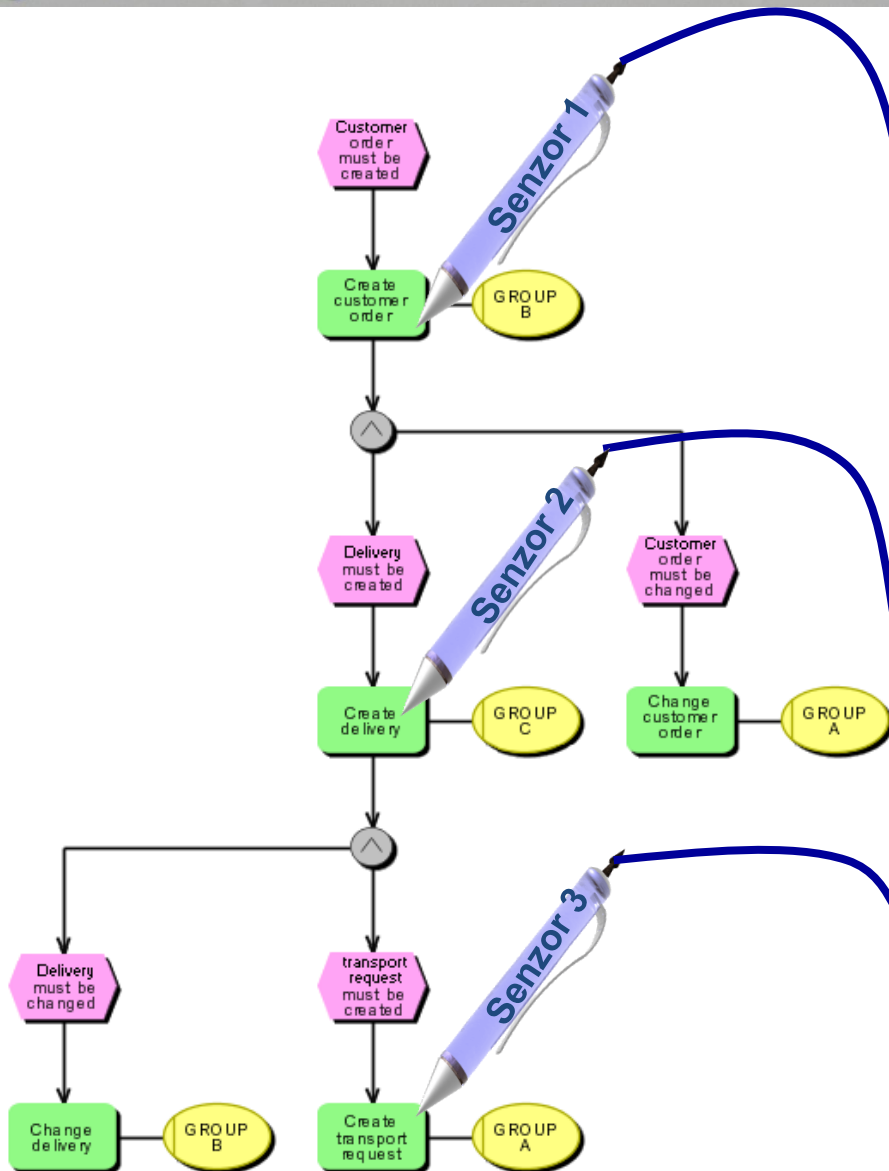 Customer
order
must be
created
Senzor 1
Create
customer
order
GROUP
B
Delivery
must be
created
Senzor 2
Customer
order
must be
changed
Create
delivery
GROUP
C
Change
customer
order
GROUP
A
Delivery
must be
changed
transport
request
must be
created
Senzor 3
Change
delivery
GROUP
B
Create
transport
request
GROUP
A